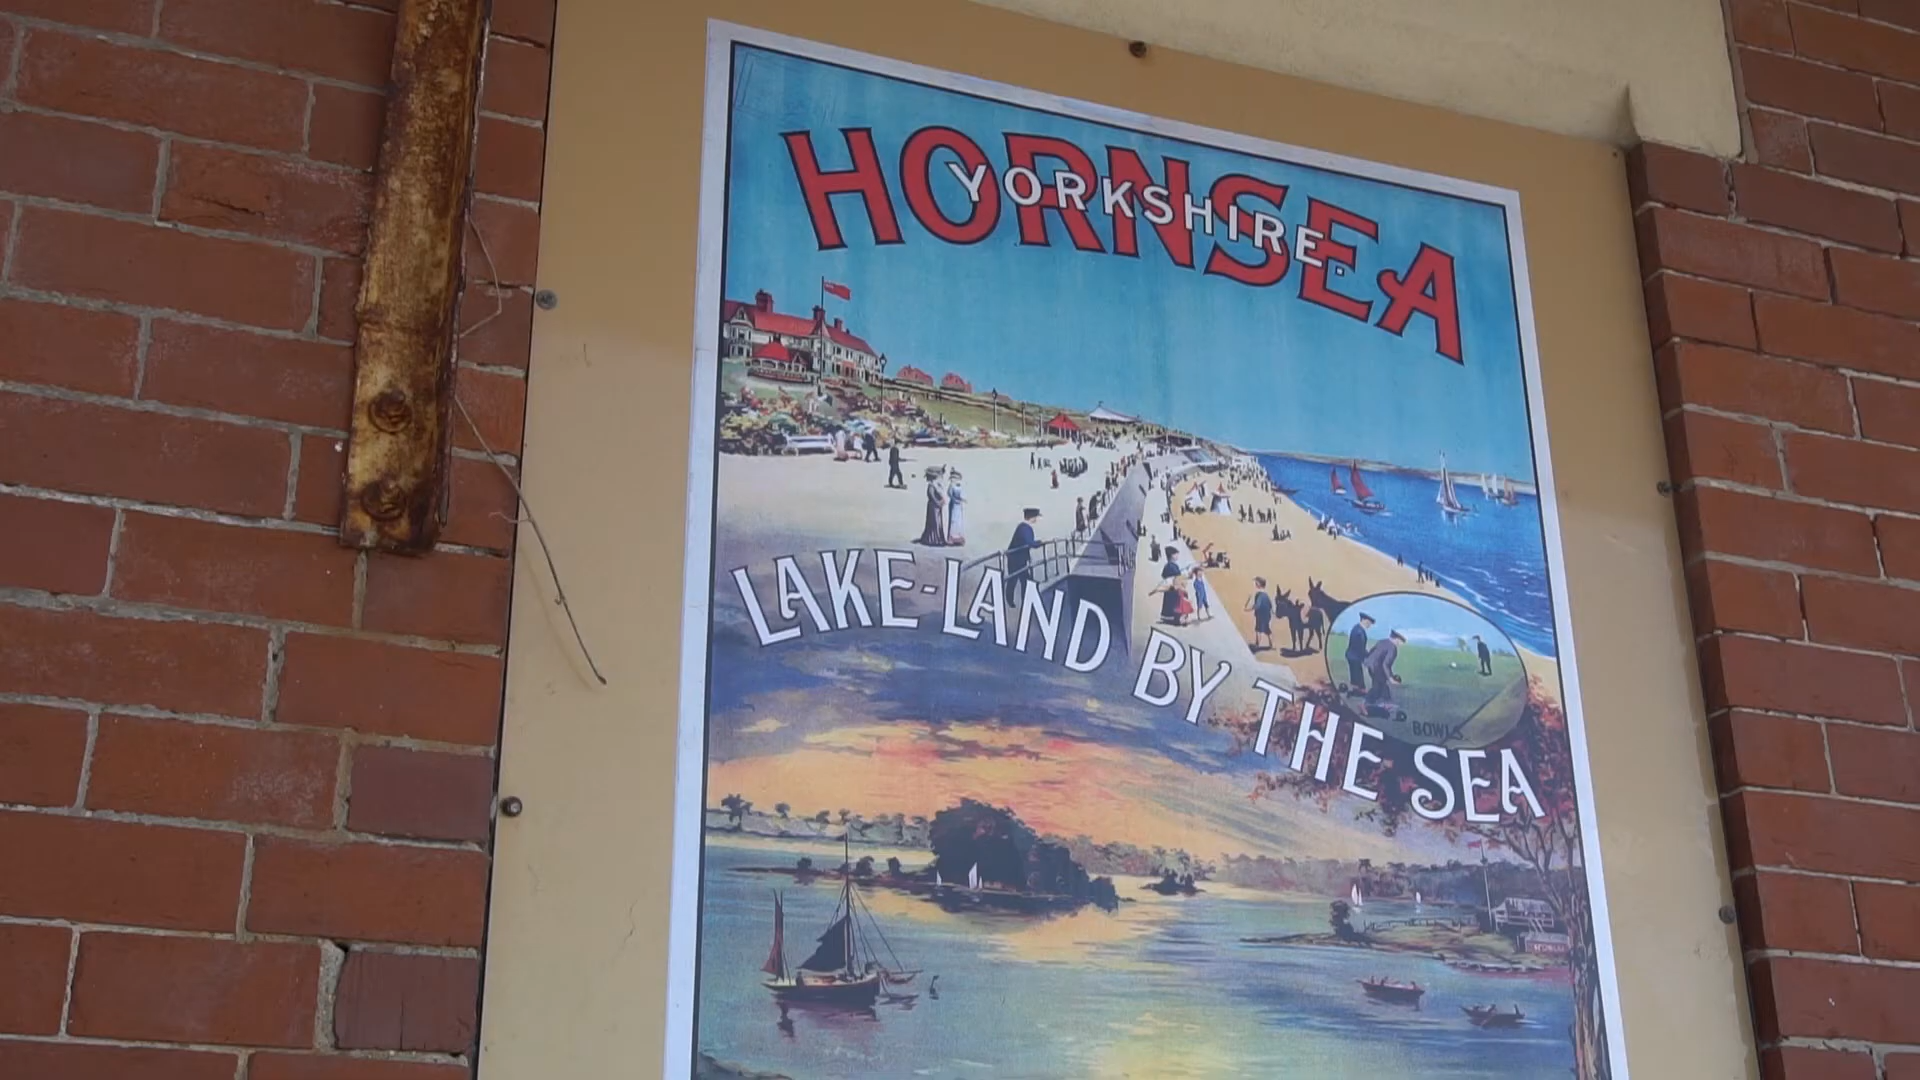 HORNSEA
YORKSHIRE.
LAKE-LAND BY THE SEA
BOWLS.